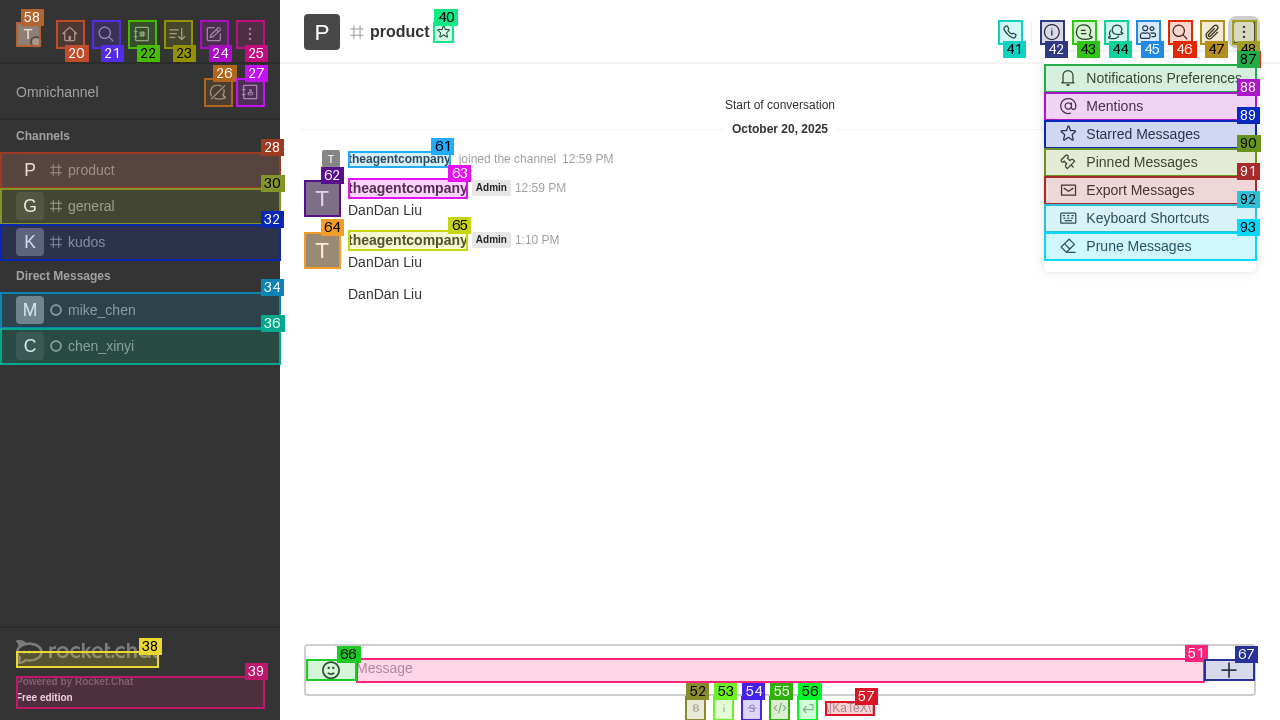 58
T
20
21
22
23
24
25
P
product
40
41
42
43
44
45
46
47
48
Omnichannel
26
27
Channels
28
P product
30
G general
32
K kudos
Direct Messages
34
M mike_chen
36
C chen_xinyi
38
rocket.cha
39
Powered by Rocket.Chat
Free edition
Start of conversation
October 20, 2025
61
T theagentcompany joined the channel 12:59 PM
62
63
T theagentcompany Admin 12:59 PM
DanDan Liu
64
65
T theagentcompany Admin 1:10 PM
DanDan Liu
DanDan Liu
87
Notifications Preferences
88
Mentions
89
Starred Messages
90
Pinned Messages
91
Export Messages
92
Keyboard Shortcuts
93
Prune Messages
66
Message
51
67
52
53
54
55
56
57
B
i
S
\[KaTeX\]